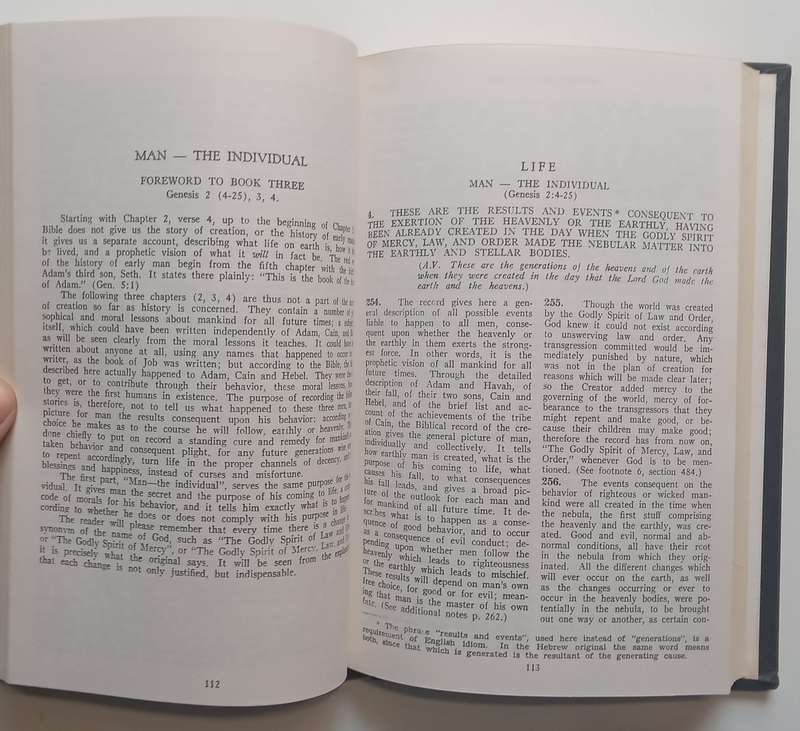 MAN — THE INDIVIDUAL
FOREWORD TO BOOK THREE
Genesis 2 (4-25), 3, 4.
Starting with Chapter 2, verse 4, up to the beginning of Chapter
Bible does not give us the story of creation, or the history of early
it gives us a separate account, describing what life on earth is, how
be lived, and a prophetic vision of what it will in fact be. The
of the history of early man begin from the fifth chapter with the
Adam's third son, Seth. It states there plainly: "This is the book of the
of Adam." (Gen. 5:1)
The following three chapters (2, 3, 4) are thus not a part of the
of creation so far as history is concerned. They contain a number of
sophical and moral lessons about mankind for all future times; a
itself, which could have been written independently of Adam, Cain, and
as will be seen clearly from the moral lessons it teaches. It could
written about anyone at all, using any names that happened to occur
writer, as the book of Job was written; but according to the Bible,
described here actually happened to Adam, Cain and Hebel. They were
to get, or to contribute through their behavior, these moral lessons,
they were the first humans in existence. The purpose of recording the
stories is, therefore, not to tell us what happened to these three men,
picture for man the results consequent upon his behavior: according
choice he makes as to the course he will follow, earthly or heavenly.
done chiefly to put on record a standing cure and remedy for
taken behavior and consequent plight, for any future generations
to repent accordingly, turn life in the proper channels of decency,
blessings and happiness, instead of curses and misfortune.
The first part, "Man—the individual", serves the same purpose for the
vidual. It gives man the secret and the purpose of his coming to life, a
code of morals for his behavior, and it tells him exactly what is to
cording to whether he does or does not comply with his purpose in life.
The reader will please remember that every time there is a change
synonym of the name of God, such as "The Godly Spirit of Law and
or "The Godly Spirit of Mercy", or "The Godly Spirit of Mercy, Law, and
it is precisely what the original says. It will be seen from the
that each change is not only justified, but indispensable.
112
LIFE
MAN — THE INDIVIDUAL
(Genesis 2:4-25)
4. THESE ARE THE RESULTS AND EVENTS* CONSEQUENT TO
THE EXERTION OF THE HEAVENLY OR THE EARTHLY, HAVING
BEEN ALREADY CREATED IN THE DAY WHEN THE GODLY SPIRIT
OF MERCY, LAW, AND ORDER MADE THE NEBULAR MATTER INTO
THE EARTHLY AND STELLAR BODIES.
(A.V. These are the generations of the heavens and of the earth
when they were created in the day that the Lord God made the
earth and the heavens.)
254. The record gives here a gen-
eral description of all possible events
liable to happen to all men, conse-
quent upon whether the heavenly or
the earthly in them exerts the strong-
est force. In other words, it is the
prophetic vision of all mankind for all
future times. Through the detailed
description of Adam and Havah, of
their fall, of their two sons, Cain and
Hebel, and of the brief list and ac-
count of the achievements of the tribe
of Cain, the Biblical record of the cre-
ation gives the general picture of man,
individually and collectively. It tells
how earthly man is created, what is the
purpose of his coming to life, what
causes his fall, to what consequences
his fall leads, and gives a broad pic-
ture of the outlook for each man and
for mankind of all future time. It de-
scribes what is to happen as a conse-
quence of good behavior, and to occur
as a consequence of evil conduct; de-
pending upon whether men follow the
heavenly which leads to righteousness
or the earthly which leads to mischief.
These results will depend on man's own
free choice, for good or for evil; mean-
ing that man is the master of his own
fate. (See additional notes p. 262.)
255. Though the world was created
by the Godly Spirit of Law and Order,
God knew it could not exist according
to unswerving law and order. Any
transgression committed would be im-
mediately punished by nature, which
was not in the plan of creation for
reasons which will be made clear later;
so the Creator added mercy to the
governing of the world, mercy of for-
bearance to the transgressors that they
might repent and make good, or be-
cause their children may make good;
therefore the record has from now on,
"The Godly Spirit of Mercy, Law, and
Order," whenever God is to be men-
tioned. (See footnote 6, section 484.)
256. The events consequent on the
behavior of righteous or wicked man-
kind were all created in the time when
the nebula, the first stuff comprising
the heavenly and the earthly, was cre-
ated. Good and evil, normal and ab-
normal conditions, all have their root
in the nebula from which they orig-
inated. All the different changes which
will ever occur on the earth, as well
as the changes occurring or ever to
occur in the heavenly bodies, were po-
tentially in the nebula, to be brought
out one way or another, as certain con-
* The phrase "results and events", used here instead of "generations", is a
requirement of English idiom. In the Hebrew original the same word means
both, since that which is generated is the resultant of the generating cause.
113